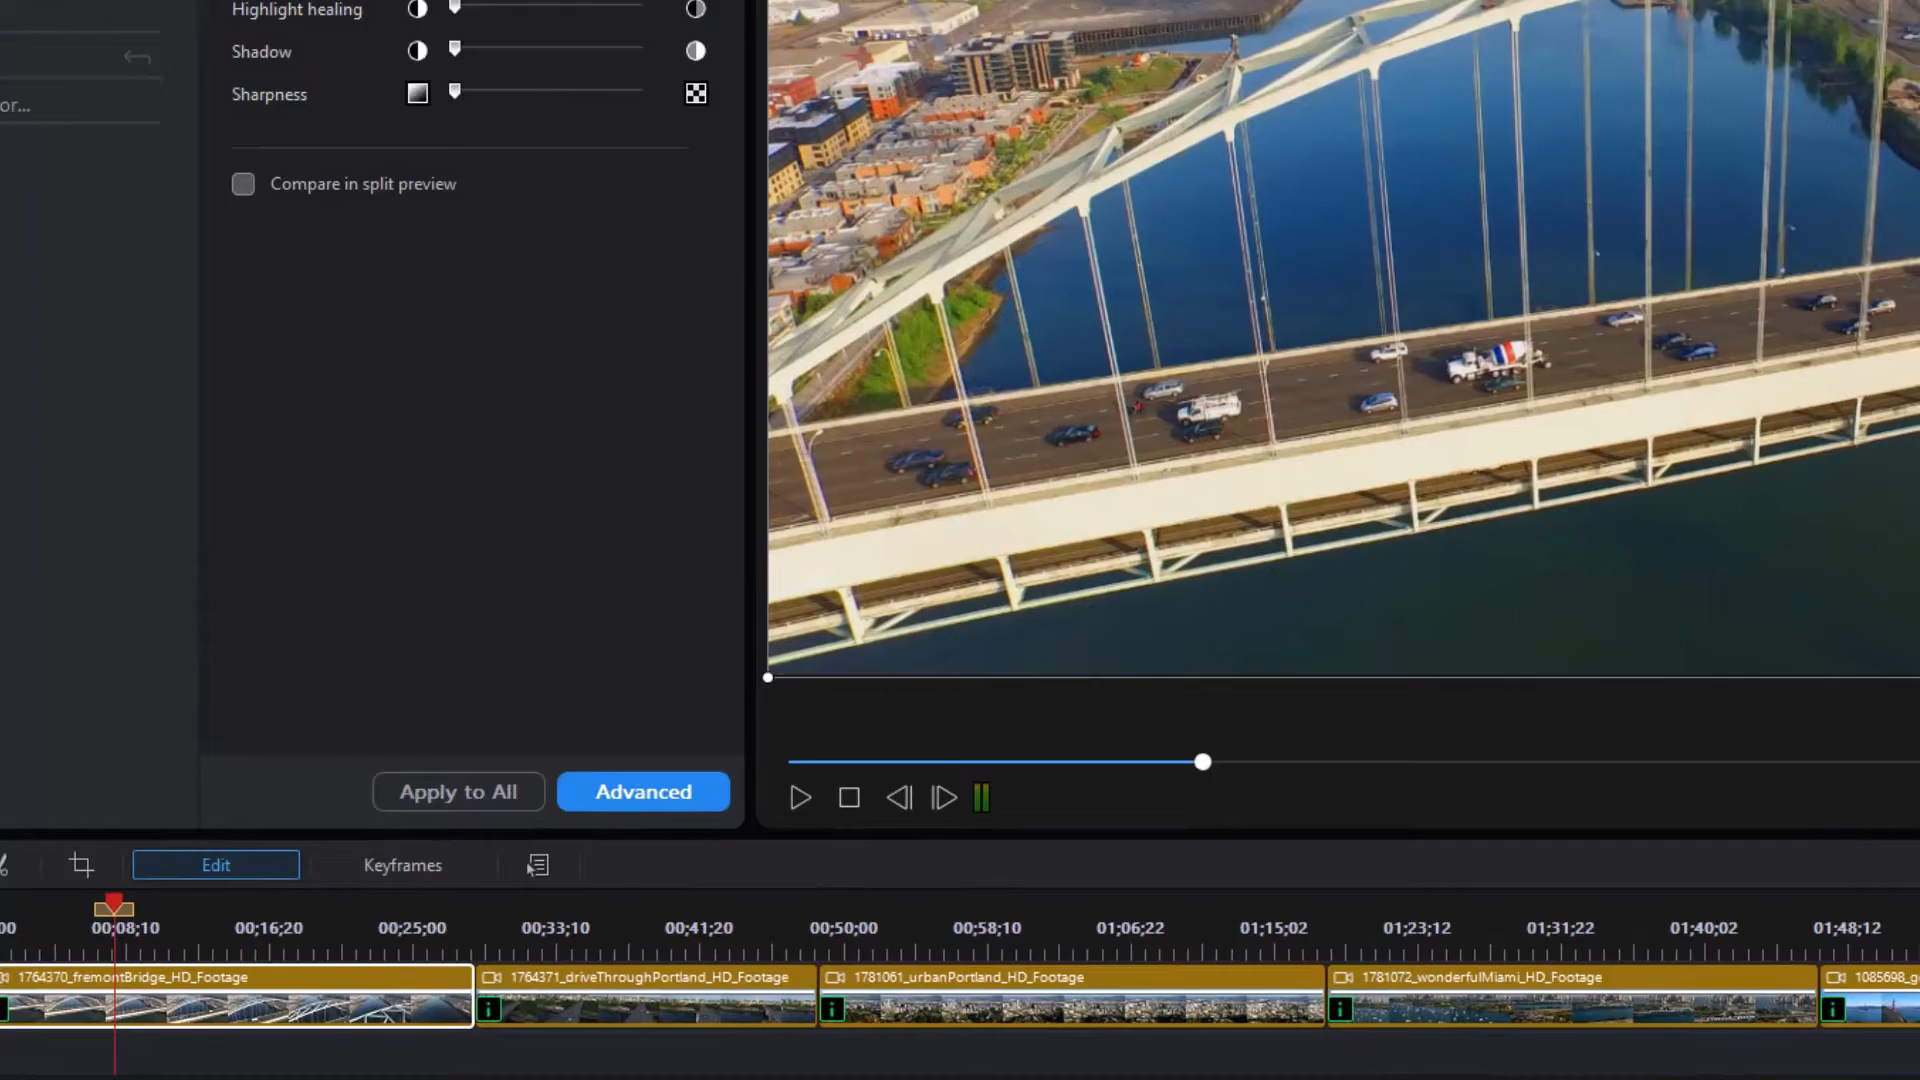 Highlight healing
Shadow
Sharpness
or...
Compare in split preview
Apply to All
Advanced
Edit
Keyframes
00
00;08;10
00;16;20
00;25;00
00;33;10
00;41;20
00;50;00
00;58;10
01;06;22
01;15;02
01;23;12
01;31;22
01;40;02
01;48;12
1764370_fremontBridge_HD_Footage
1764371_driveThroughPortland_HD_Footage
1781061_urbanPortland_HD_Footage
1781072_wonderfulMiami_HD_Footage
1085698_g